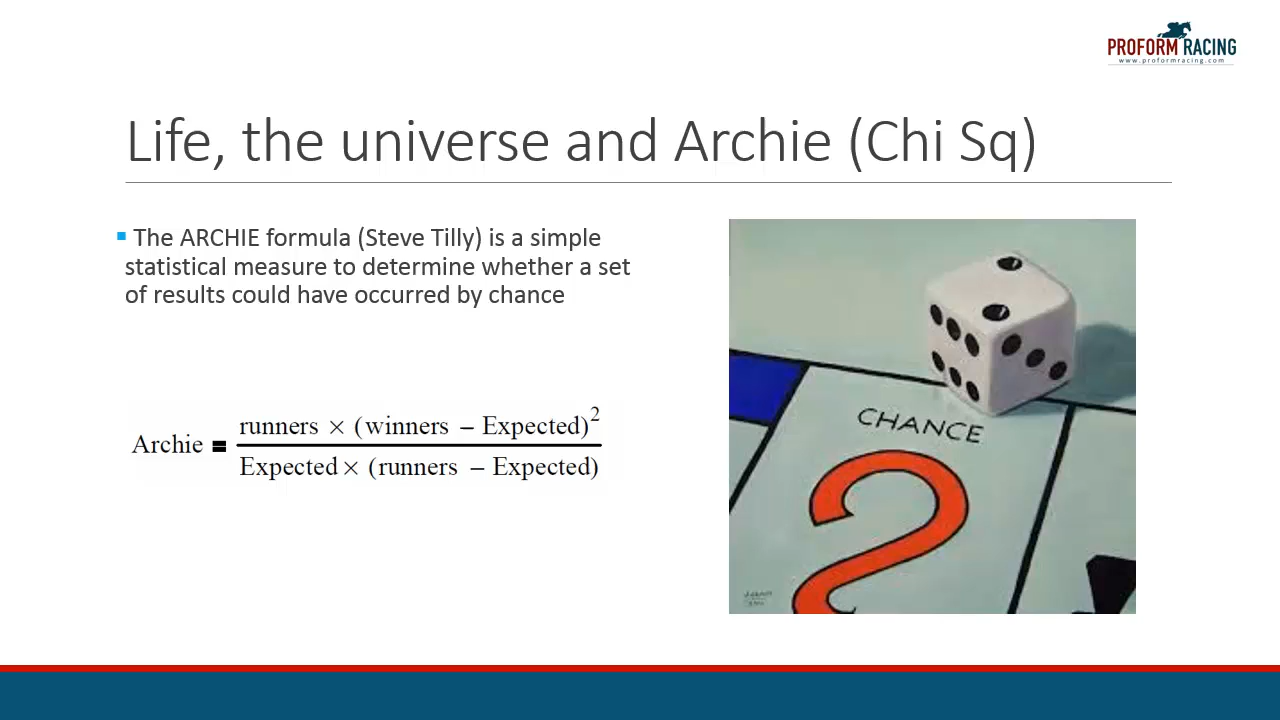 PROFORM RACING
www.proformracing.com
Life, the universe and Archie (Chi Sq)
The ARCHIE formula (Steve Tilly) is a simple
statistical measure to determine whether a set
of results could have occurred by chance
Archie = runners × (winners – Expected)² / Expected × (runners – Expected)
CHANCE
?